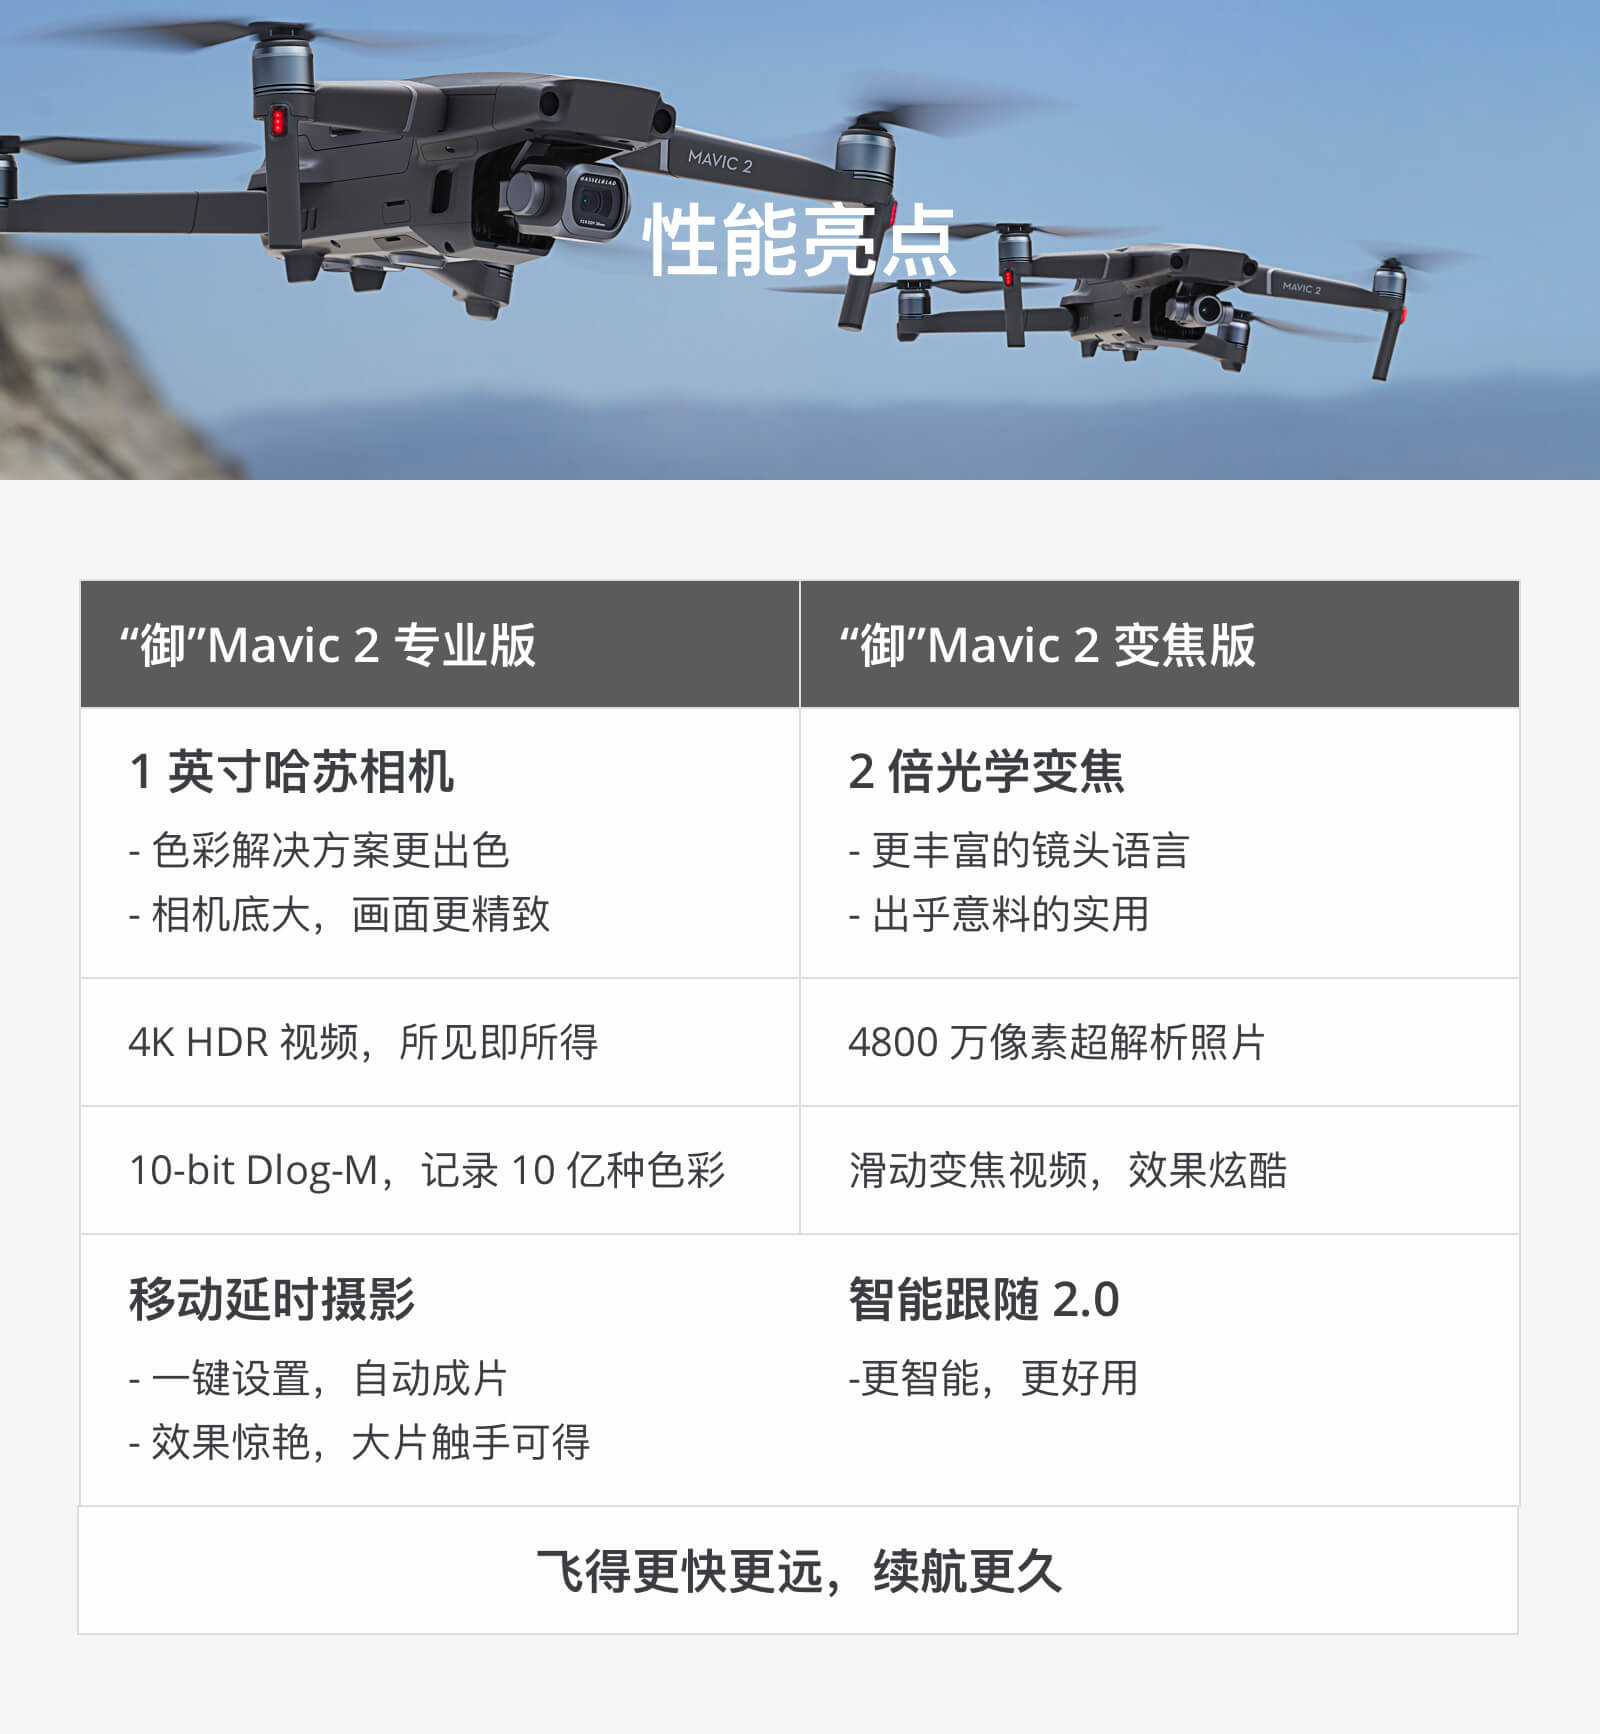 MAVIC 2
HASSELBLAD
性能亮点
MAVIC 2
“御”Mavic 2 专业版
“御”Mavic 2 变焦版
1 英寸哈苏相机
- 色彩解决方案更出色
- 相机底大，画面更精致
2 倍光学变焦
- 更丰富的镜头语言
- 出乎意料的实用
4K HDR 视频，所见即所得
4800 万像素超解析照片
10-bit Dlog-M，记录 10 亿种色彩
滑动变焦视频，效果炫酷
移动延时摄影
- 一键设置，自动成片
- 效果惊艳，大片触手可得
智能跟随 2.0
-更智能，更好用
飞得更快更远，续航更久